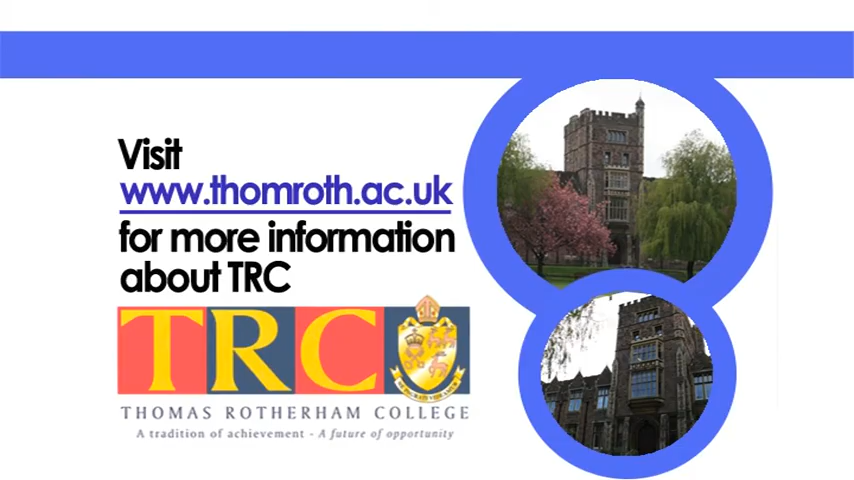 Visit
www.thomroth.ac.uk
for more information
about TRC
TRC
THOMAS ROTHERHAM COLLEGE
A tradition of achievement - A future of opportunity